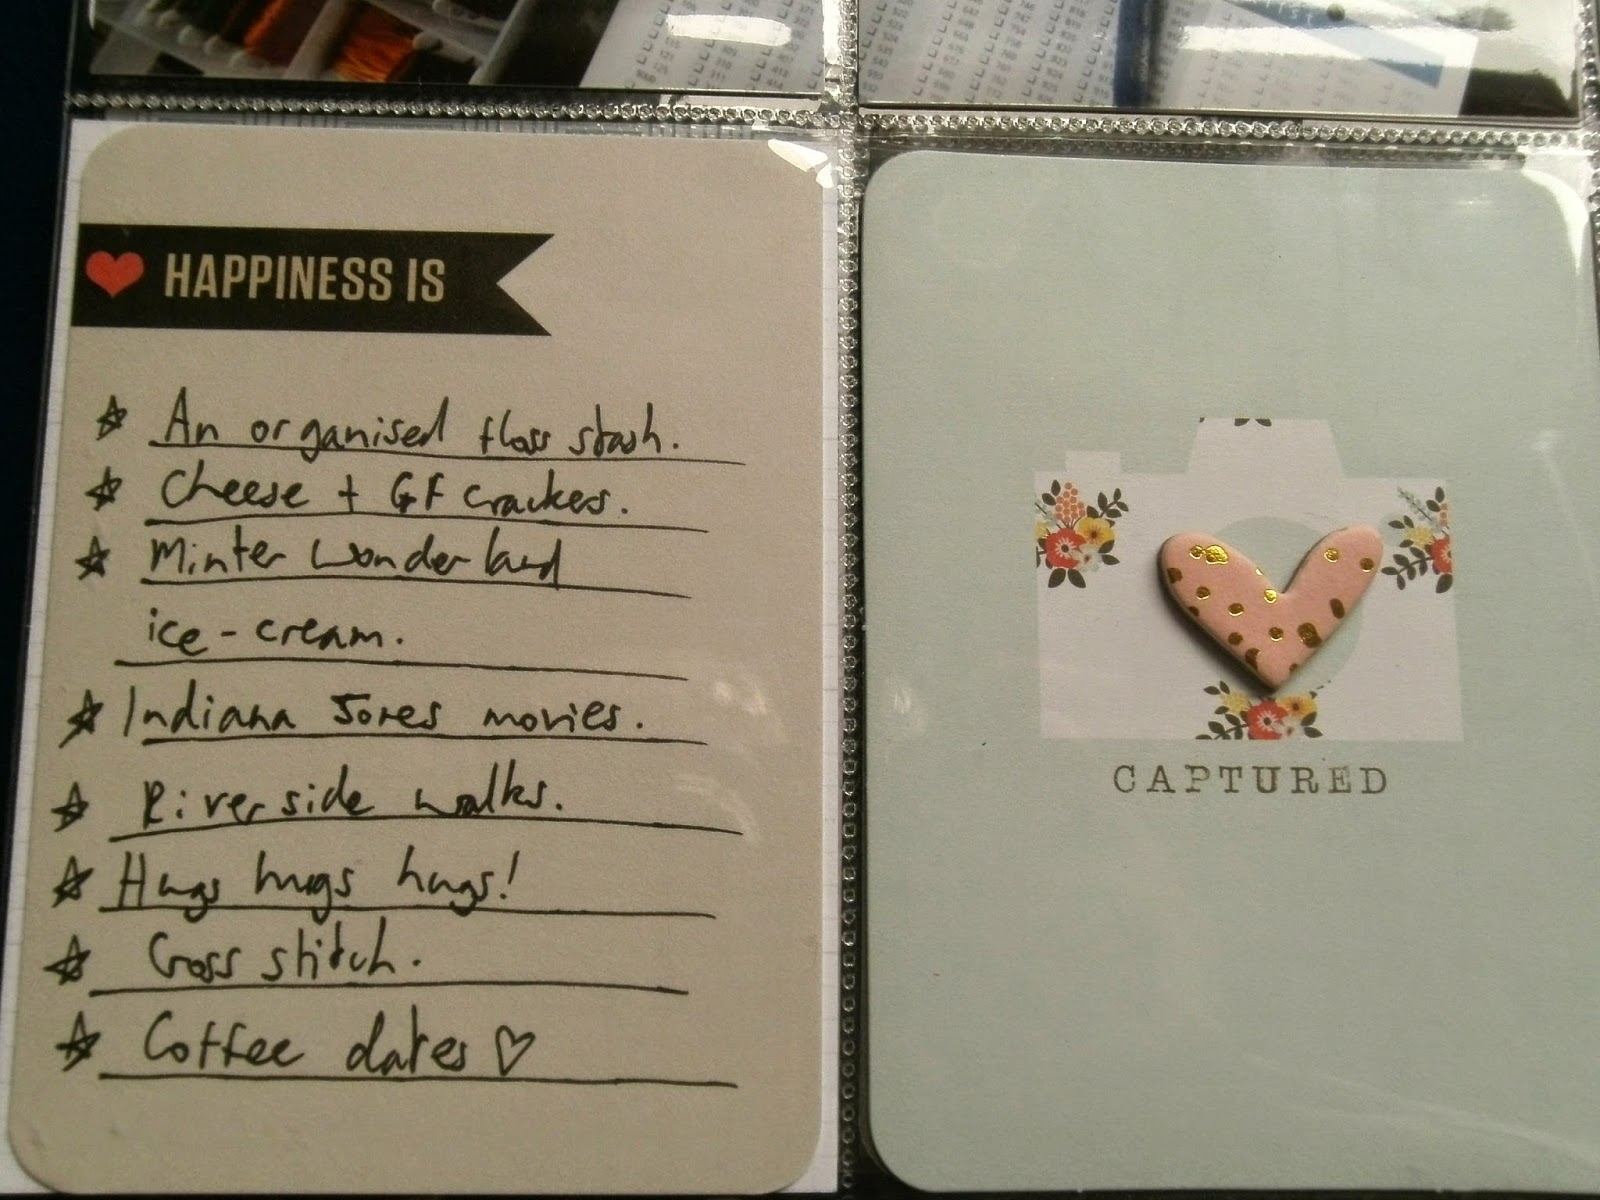 HAPPINESS IS
An organised floss stash.
Cheese + GF crackers.
Minter wonderland
ice-cream.
Indiana Jones movies.
Riverside walks.
Hugs hugs hugs!
Cross stitch.
Coffee dates ♡
CAPTURED